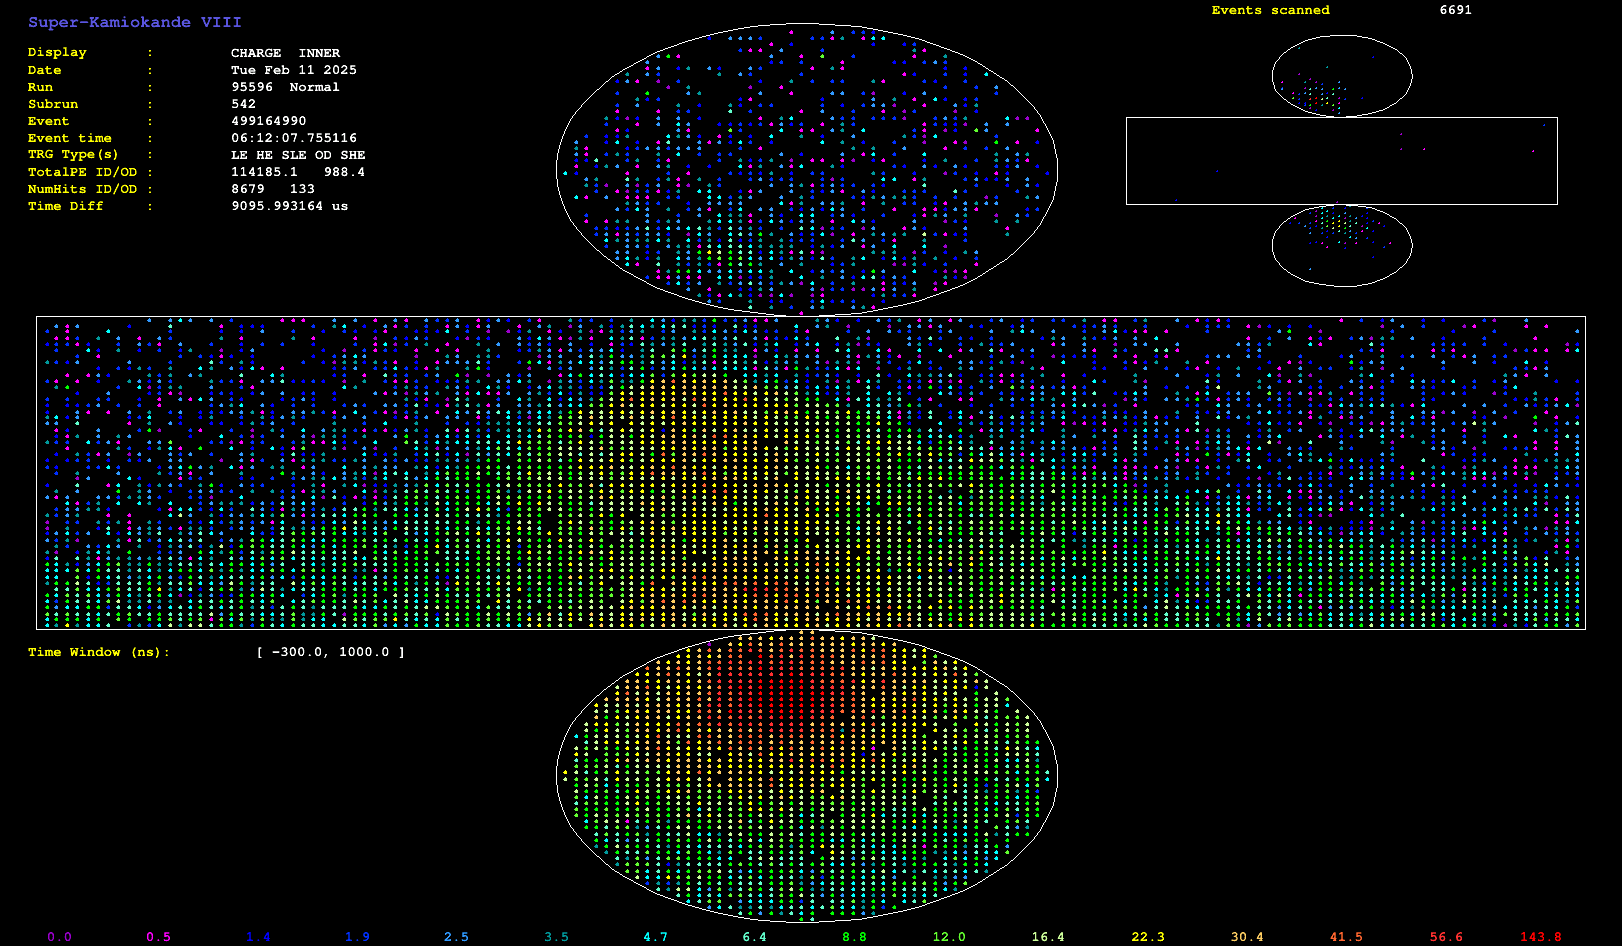 Super-Kamiokande VIII
Events scanned 6691
Display : CHARGE INNER
Date : Tue Feb 11 2025
Run : 95596 Normal
Subrun : 542
Event : 499164990
Event time : 06:12:07.755116
TRG Type(s) : LE HE SLE OD SHE
TotalPE ID/OD : 114185.1 988.4
NumHits ID/OD : 8679 133
Time Diff : 9095.993164 us
Time Window (ns): [ -300.0, 1000.0 ]
0.0 0.5 1.4 1.9 2.5 3.5 4.7 6.4 8.8 12.0 16.4 22.3 30.4 41.5 56.6 143.8